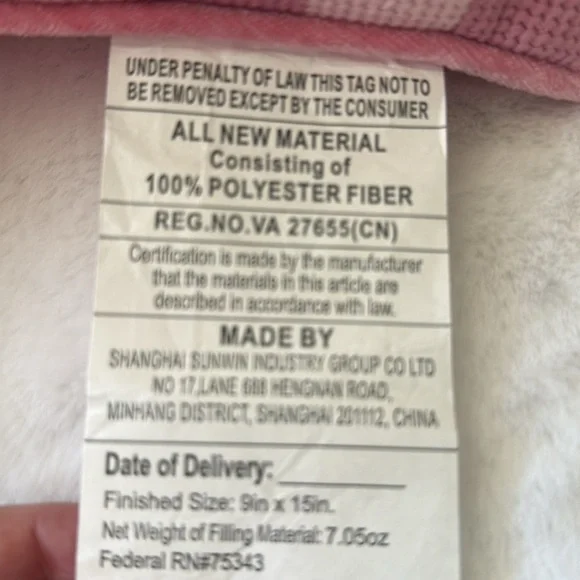 UNDER PENALTY OF LAW THIS TAG NOT TO
BE REMOVED EXCEPT BY THE CONSUMER
ALL NEW MATERIAL
Consisting of
100% POLYESTER FIBER
REG.NO.VA 27655(CN)
Certification is made by the manufacturer
that the materials in this article are
described in accordance with law.
MADE BY
SHANGHAI SUNWIN INDUSTRY GROUP CO LTD
NO 17,LANE 688 HENGNAN ROAD,
MINHANG DISTRICT, SHANGHAI 201112, CHINA
Date of Delivery:
Finished Size: 9in x 15in.
Net Weight of Filling Material: 7.05oz
Federal RN#75343